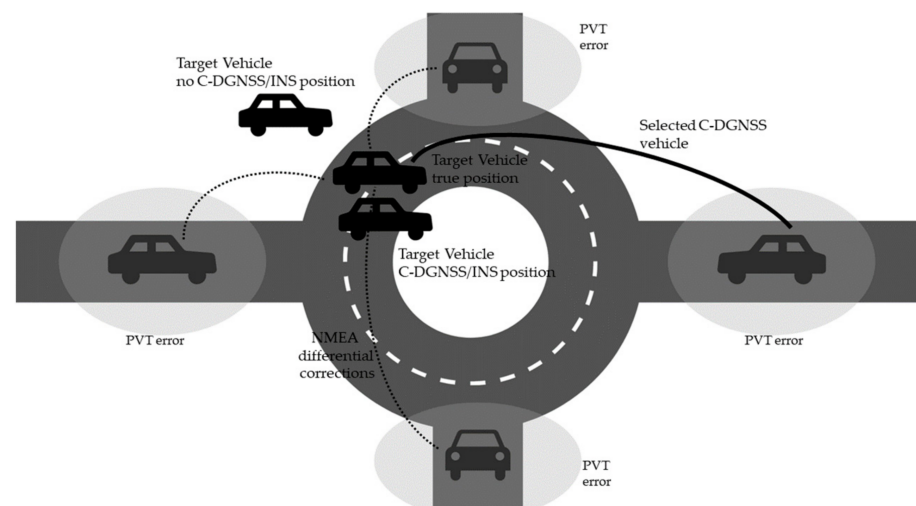 PVT
error
Target Vehicle
no C-DGNSS/INS position
Selected C-DGNSS
vehicle
Target Vehicle
true position
Target Vehicle
C-DGNSS/INS position
PVT error
NMEA
differential
corrections
PVT error
PVT
error